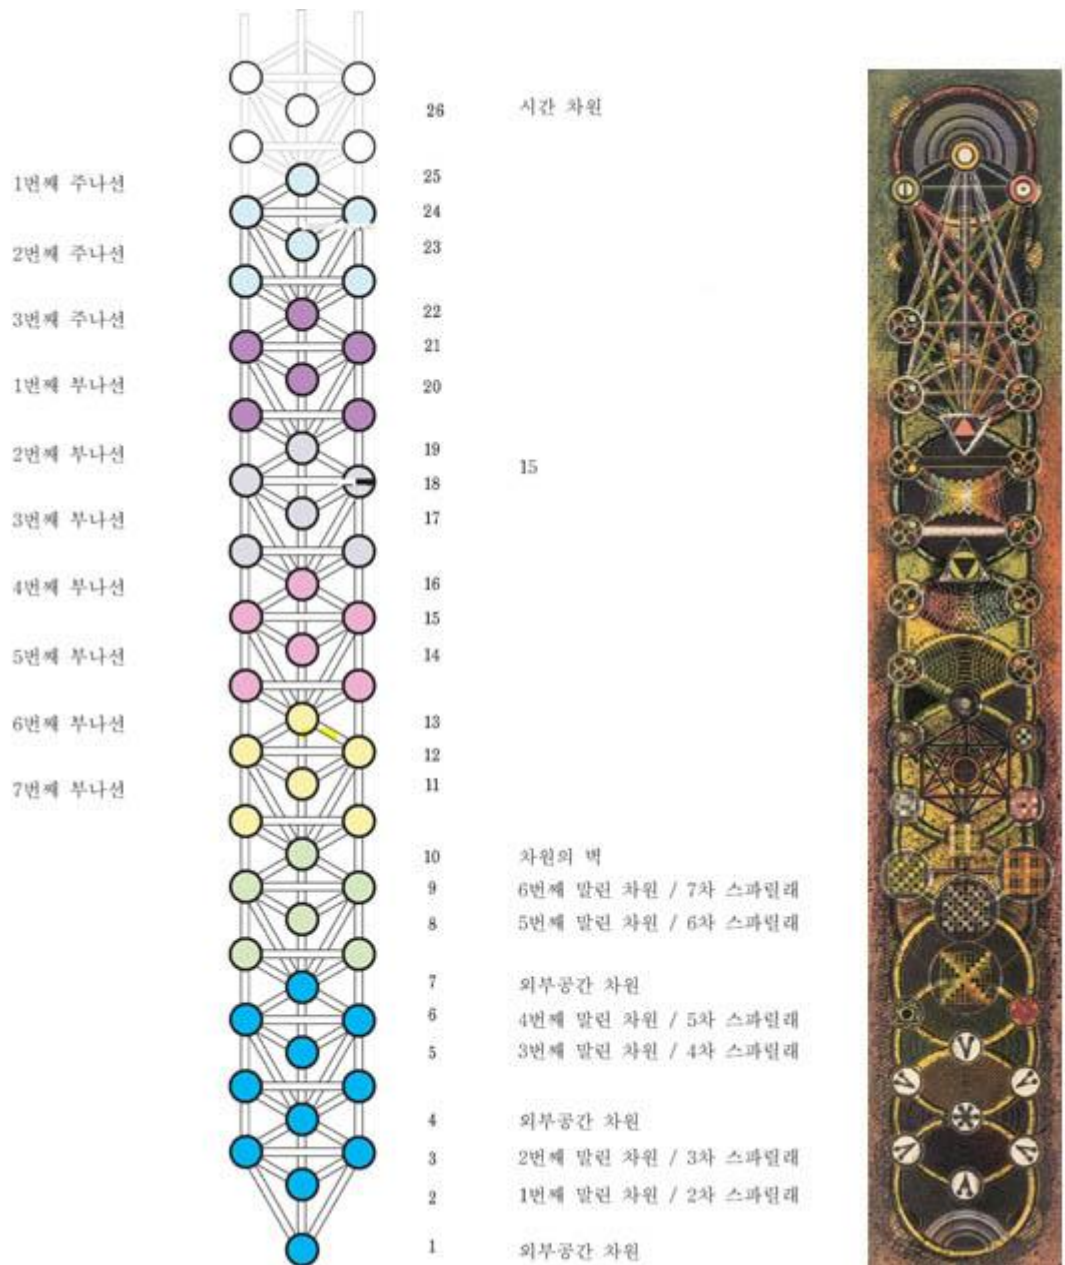 26 시간 차원
1번째 주나선 25
24
2번째 주나선 23
3번째 주나선 22
21
1번째 부나선 20
2번째 부나선 19
15
18
3번째 부나선 17
4번째 부나선 16
15
5번째 부나선 14
6번째 부나선 13
12
7번째 부나선 11
10 차원의 벽
9 6번째 말린 차원 / 7차 스파릴래
8 5번째 말린 차원 / 6차 스파릴래
7 외부공간 차원
6 4번째 말린 차원 / 5차 스파릴래
5 3번째 말린 차원 / 4차 스파릴래
4 외부공간 차원
3 2번째 말린 차원 / 3차 스파릴래
2 1번째 말린 차원 / 2차 스파릴래
1 외부공간 차원